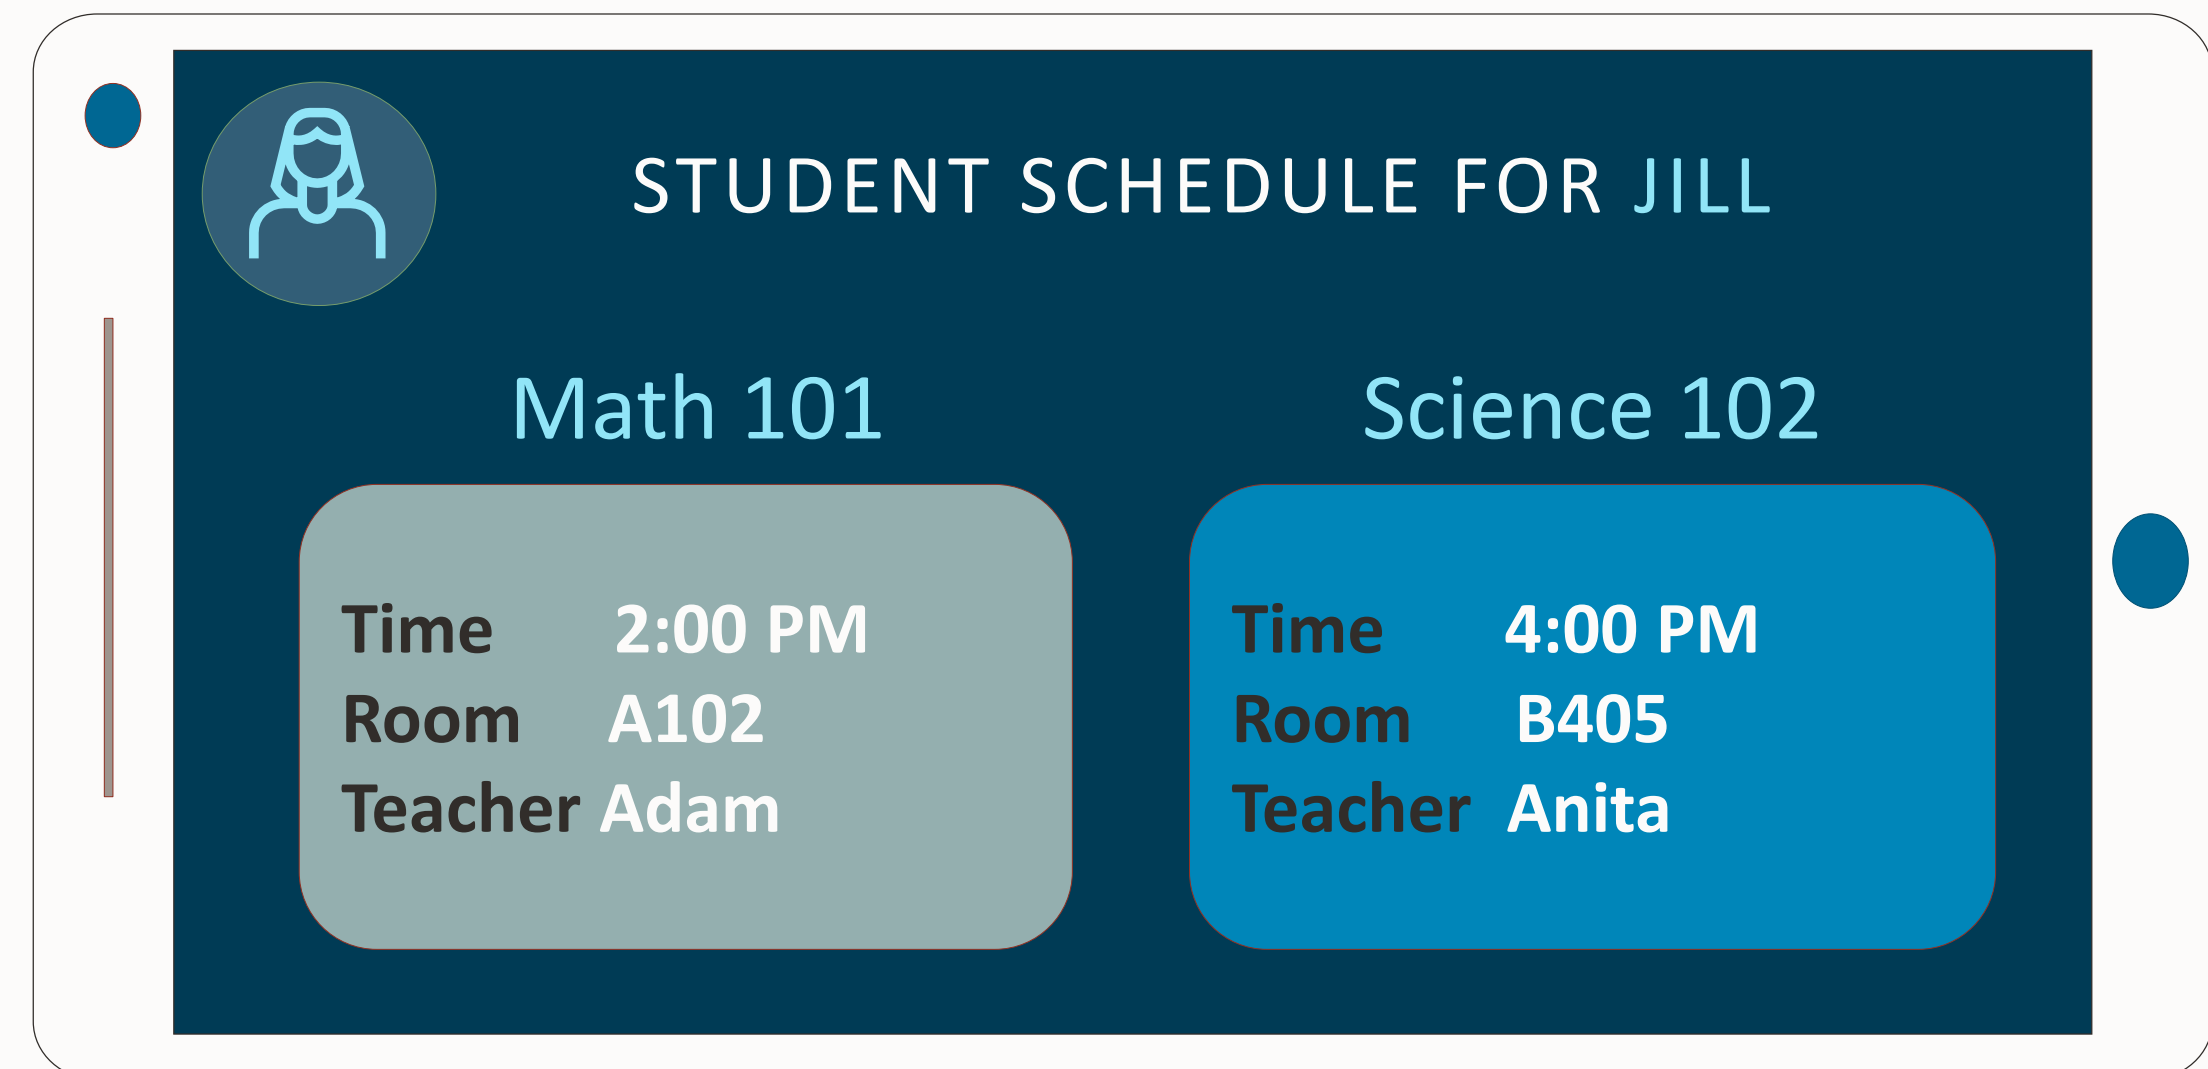 STUDENT SCHEDULE FOR JILL
Math 101
Time 2:00 PM
Room A102
Teacher Adam
Science 102
Time 4:00 PM
Room B405
Teacher Anita